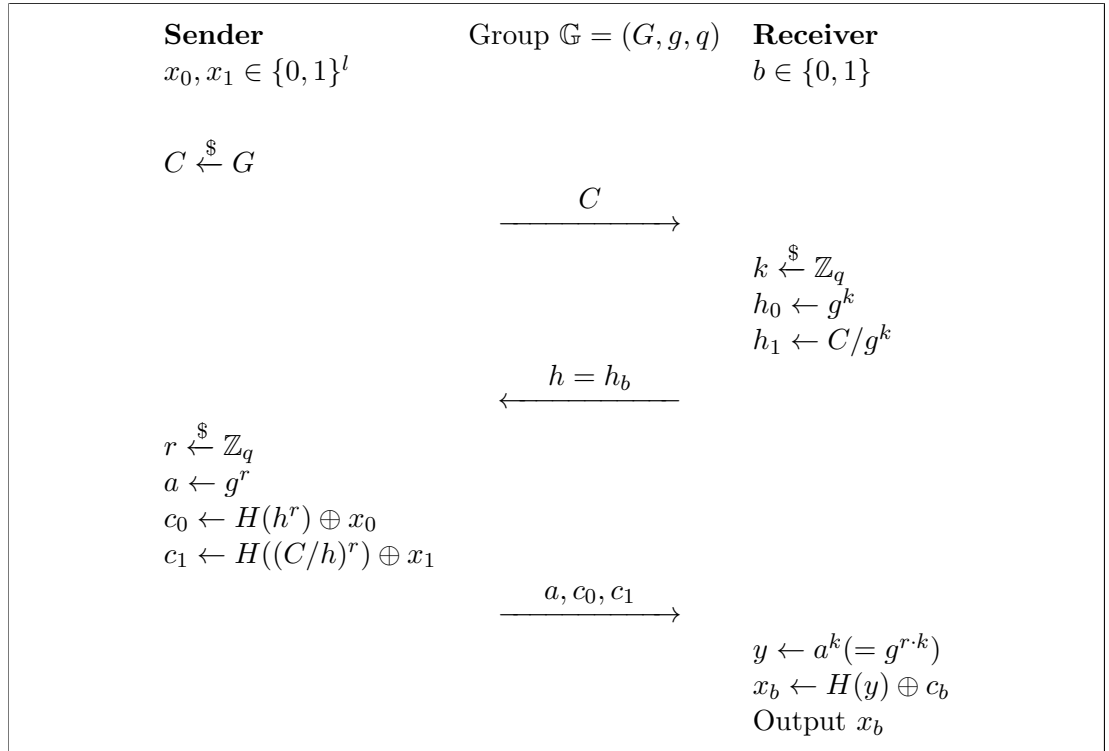 Sender Group 𝔾 = (G, g, q) Receiver
x₀, x₁ ∈ {0, 1}ˡ b ∈ {0, 1}
C ←$ G
C
k ←$ ℤ_q
h₀ ← gᵏ
h₁ ← C/gᵏ
h = h_b
r ←$ ℤ_q
a ← gʳ
c₀ ← H(hʳ) ⊕ x₀
c₁ ← H((C/h)ʳ) ⊕ x₁
a, c₀, c₁
y ← aᵏ(= g^{r·k})
x_b ← H(y) ⊕ c_b
Output x_b